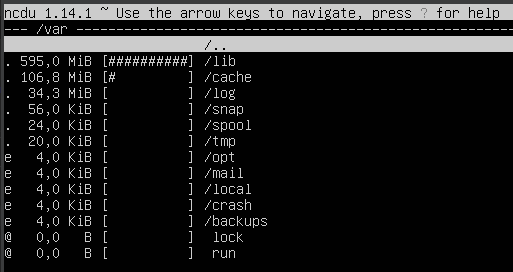 ncdu 1.14.1 ~ Use the arrow keys to navigate, press ? for help
--- /var ---------------------------------------------------
                         /..
. 595,0 MiB [##########] /lib
. 106,8 MiB [#         ] /cache
.  34,3 MiB [          ] /log
.  56,0 KiB [          ] /snap
.  24,0 KiB [          ] /spool
.  20,0 KiB [          ] /tmp
e   4,0 KiB [          ] /opt
e   4,0 KiB [          ] /mail
e   4,0 KiB [          ] /local
e   4,0 KiB [          ] /crash
e   4,0 KiB [          ] /backups
@   0,0   B [          ]  lock
@   0,0   B [          ]  run